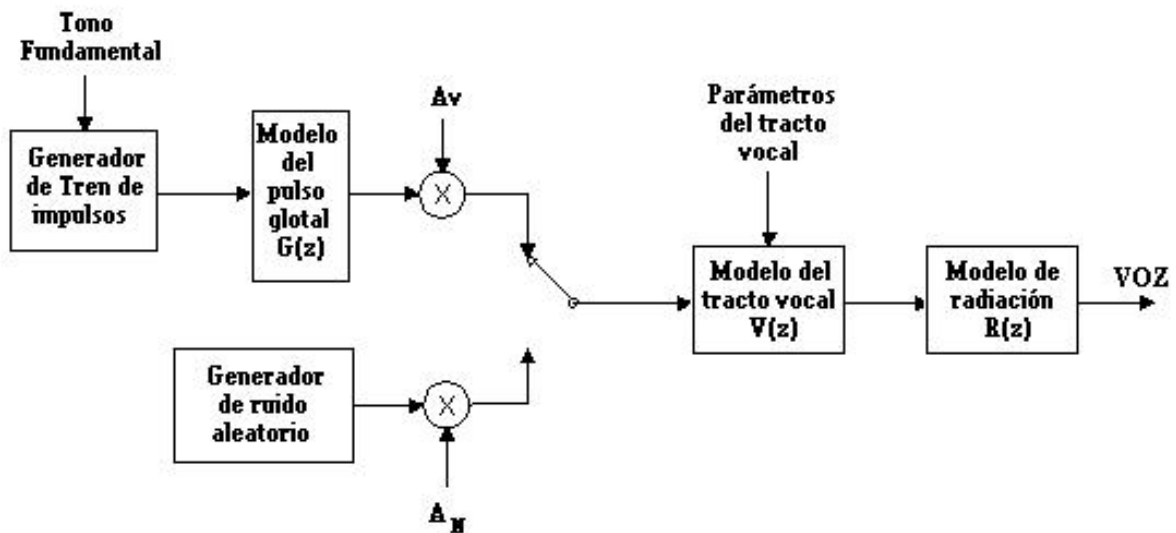 Tono
Fundamental
Generador
de Tren de
impulsos
Modelo
del
pulso
glotal
G(z)
Av
X
Generador
de ruido
aleatorio
X
A N
Parámetros
del tracto
vocal
Modelo del
tracto vocal
V(z)
Modelo de
radiación
R(z)
VOZ